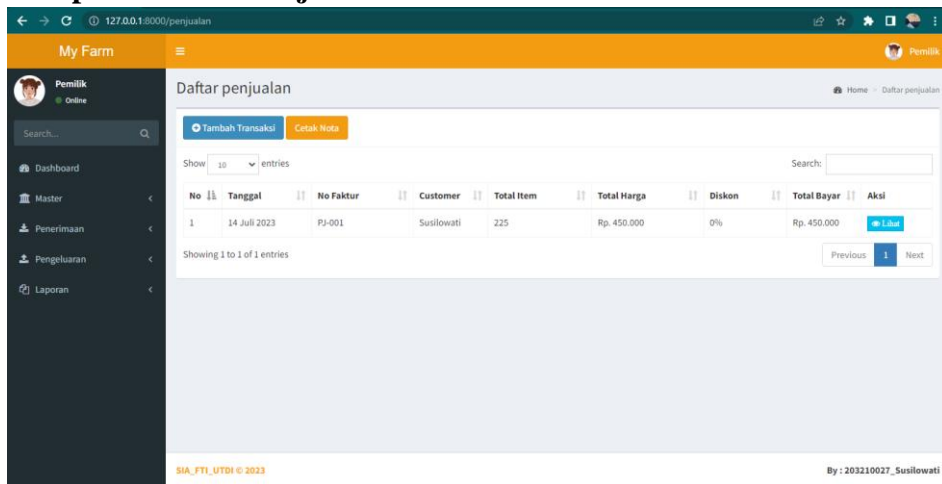 127.0.0.1:8000/penjualan
My Farm
Pemilik
Pemilik
Online
Search...
Dashboard
Master
Penerimaan
Pengeluaran
Laporan
Daftar penjualan
Home > Daftar penjualan
Tambah Transaksi Cetak Nota
Show 10 entries Search:
No Tanggal No Faktur Customer Total Item Total Harga Diskon Total Bayar Aksi
1 14 Juli 2023 PJ-001 Susilowati 225 Rp. 450.000 0% Rp. 450.000 Lihat
Showing 1 to 1 of 1 entries Previous 1 Next
SIA_FTI_UTDI © 2023 By : 203210027_Susilowati